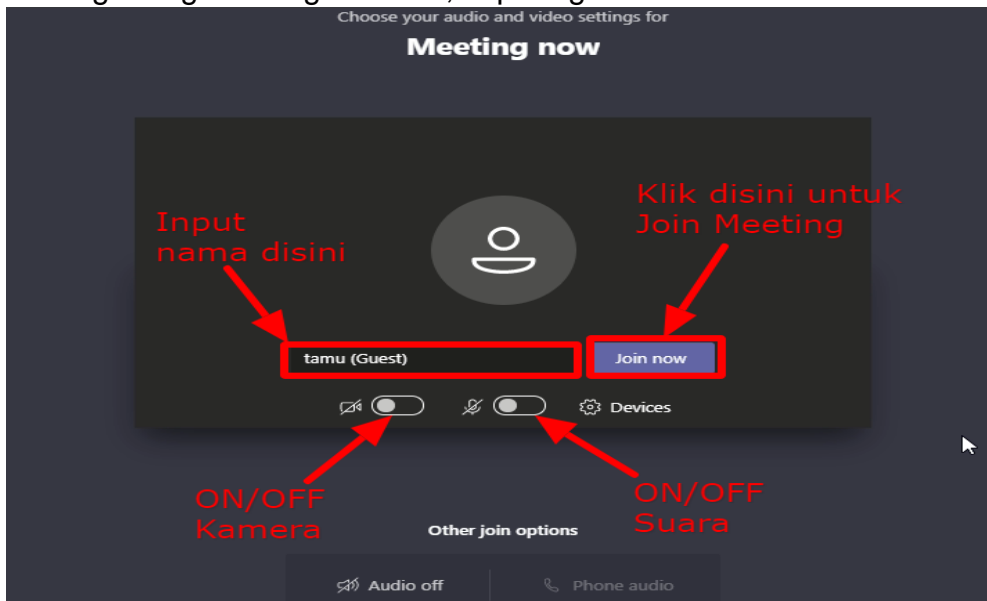 Choose your audio and video settings for
Meeting now
Klik disini untuk
Join Meeting
Input
nama disini
tamu (Guest)
Join now
Devices
ON/OFF
Kamera
ON/OFF
Suara
Other join options
Audio off
Phone audio